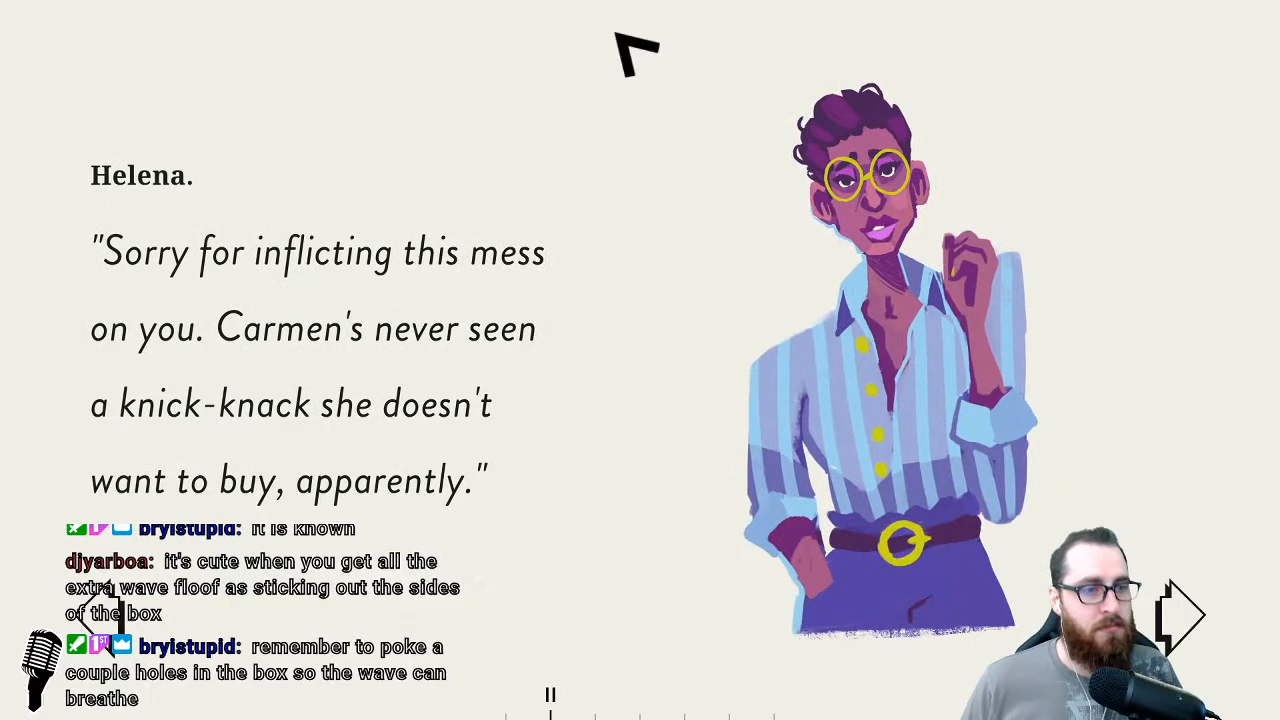 Helena.
"Sorry for inflicting this mess
on you. Carmen's never seen
a knick-knack she doesn't
want to buy, apparently."
bryistupid: it is known
djyarboa: it's cute when you get all the
extra wave floof as sticking out the sides
of the box
1ST bryistupid: remember to poke a
couple holes in the box so the wave can
breathe
II